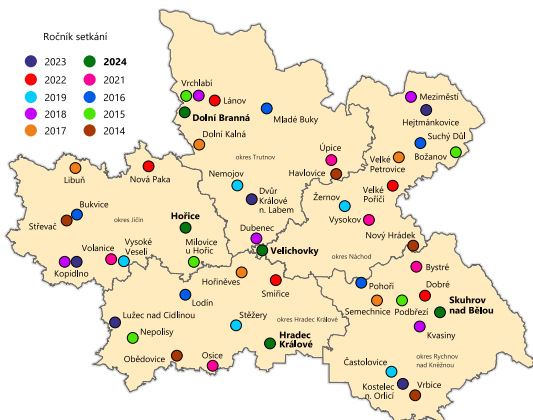 Ročník setkání
2023
2024
2022
2021
2019
2016
2018
2015
2017
2014
Vrchlabí
Lánov
Dolní Branná
Mladé Buky
Dolní Kalná
okres Trutnov
Meziměstí
Hejtmánkovice
Suchý Důl
Božanov
Velké
Petrovice
Úpice
Havlovice
Velké
Poříčí
Nemojov
Dvůr
Králové
n. Labem
Žernov
Vysokov
Nový Hrádek
okres Náchod
Libuň
Nová Paka
Bukvice
Střevač
okres Jičín
Hořice
Volanice
Vysoké
Veselí
Milovice
u Hořic
Kopidlno
Dubenec
Velichovky
Hořiněves
Smiřice
Lodín
Lužec nad Cidlinou
Nepolisy
Stěžery
okres Hradec Králové
Obědovice
Osice
Hradec
Králové
Bystré
Pohoří
Dobré
Semechnice
Podbřezí
Skuhrov
nad Bělou
Kvasiny
okres Rychnov
nad Kněžnou
Častolovice
Kostelec
n. Orlicí
Vrbice